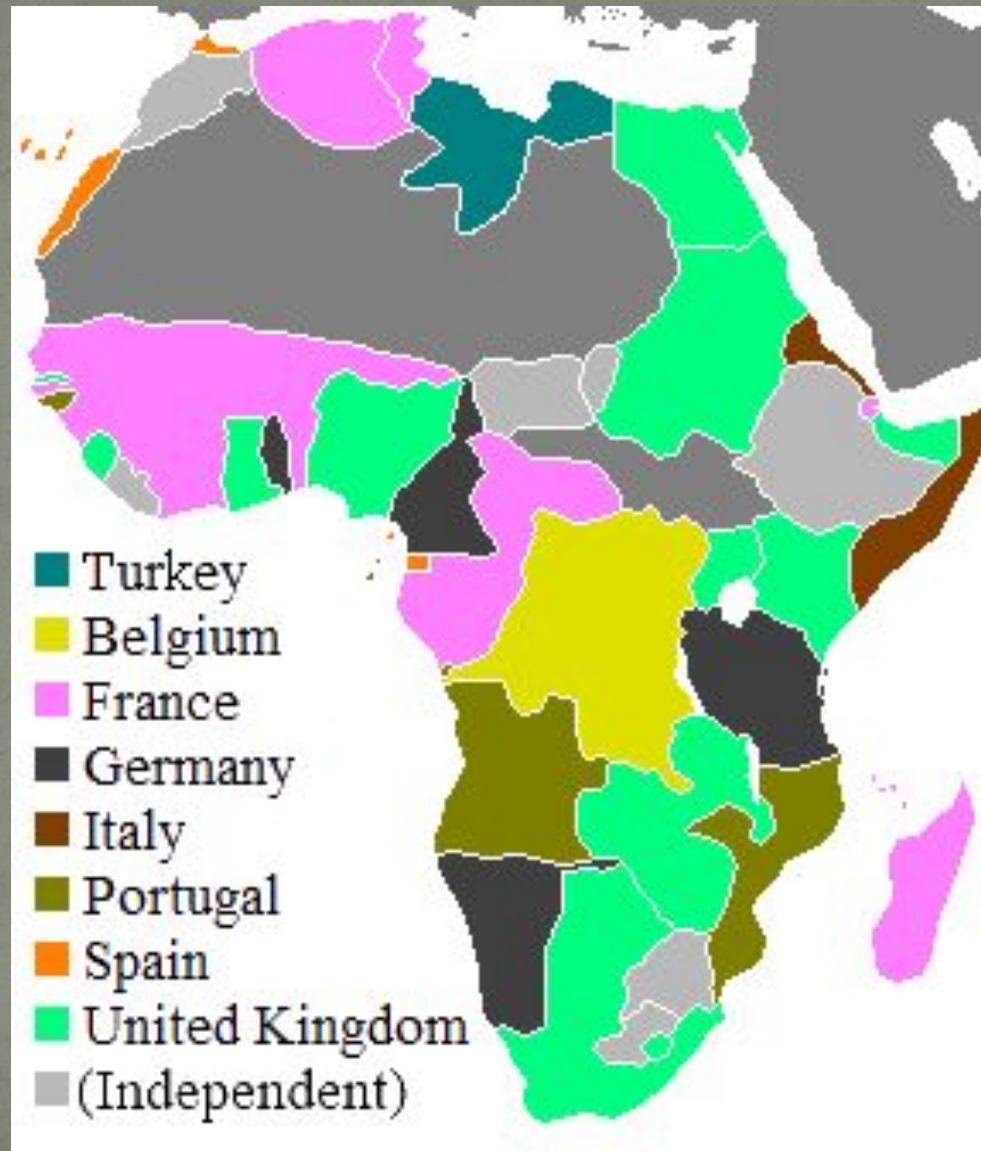 Turkey
Belgium
France
Germany
Italy
Portugal
Spain
United Kingdom
(Independent)